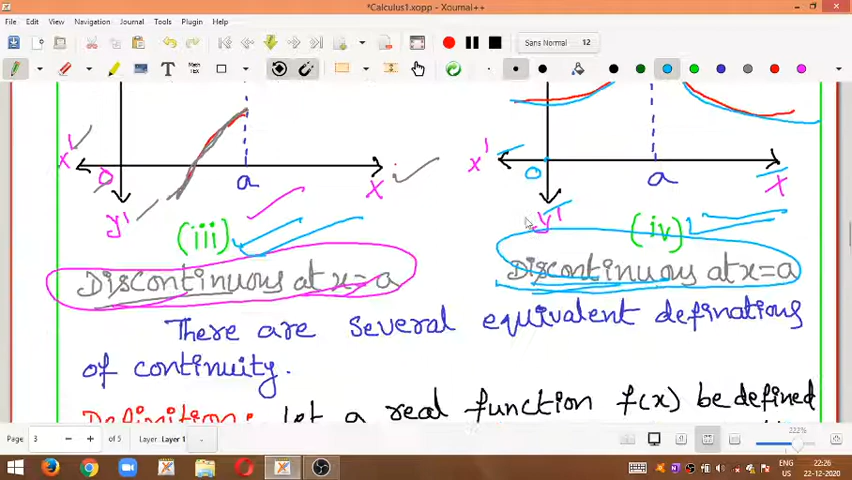 *Calculus1.xopp - Xournal++
File Edit View Navigation Journal Tools Plugin Help
Sans Normal 12
T Math
x' O a x
y'
(iii)
Discontinuous at x=a
x' O a x
y'
(iv)
Discontinuous at x=a
There are several equivalent definations
of continuity.
Definition: Let a real function f(x) be defined
Page 3 of 5 Layer Layer 1 222%
ENG 22:26
US 22-12-2020